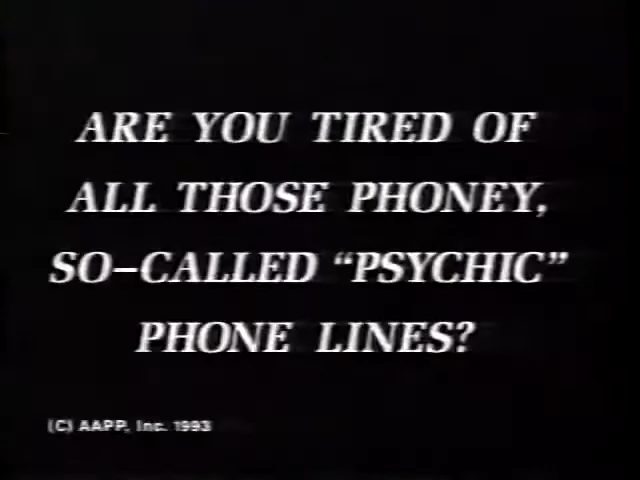 ARE YOU TIRED OF
ALL THOSE PHONEY,
SO-CALLED “PSYCHIC”
PHONE LINES?
(C) AAPP, Inc. 1993